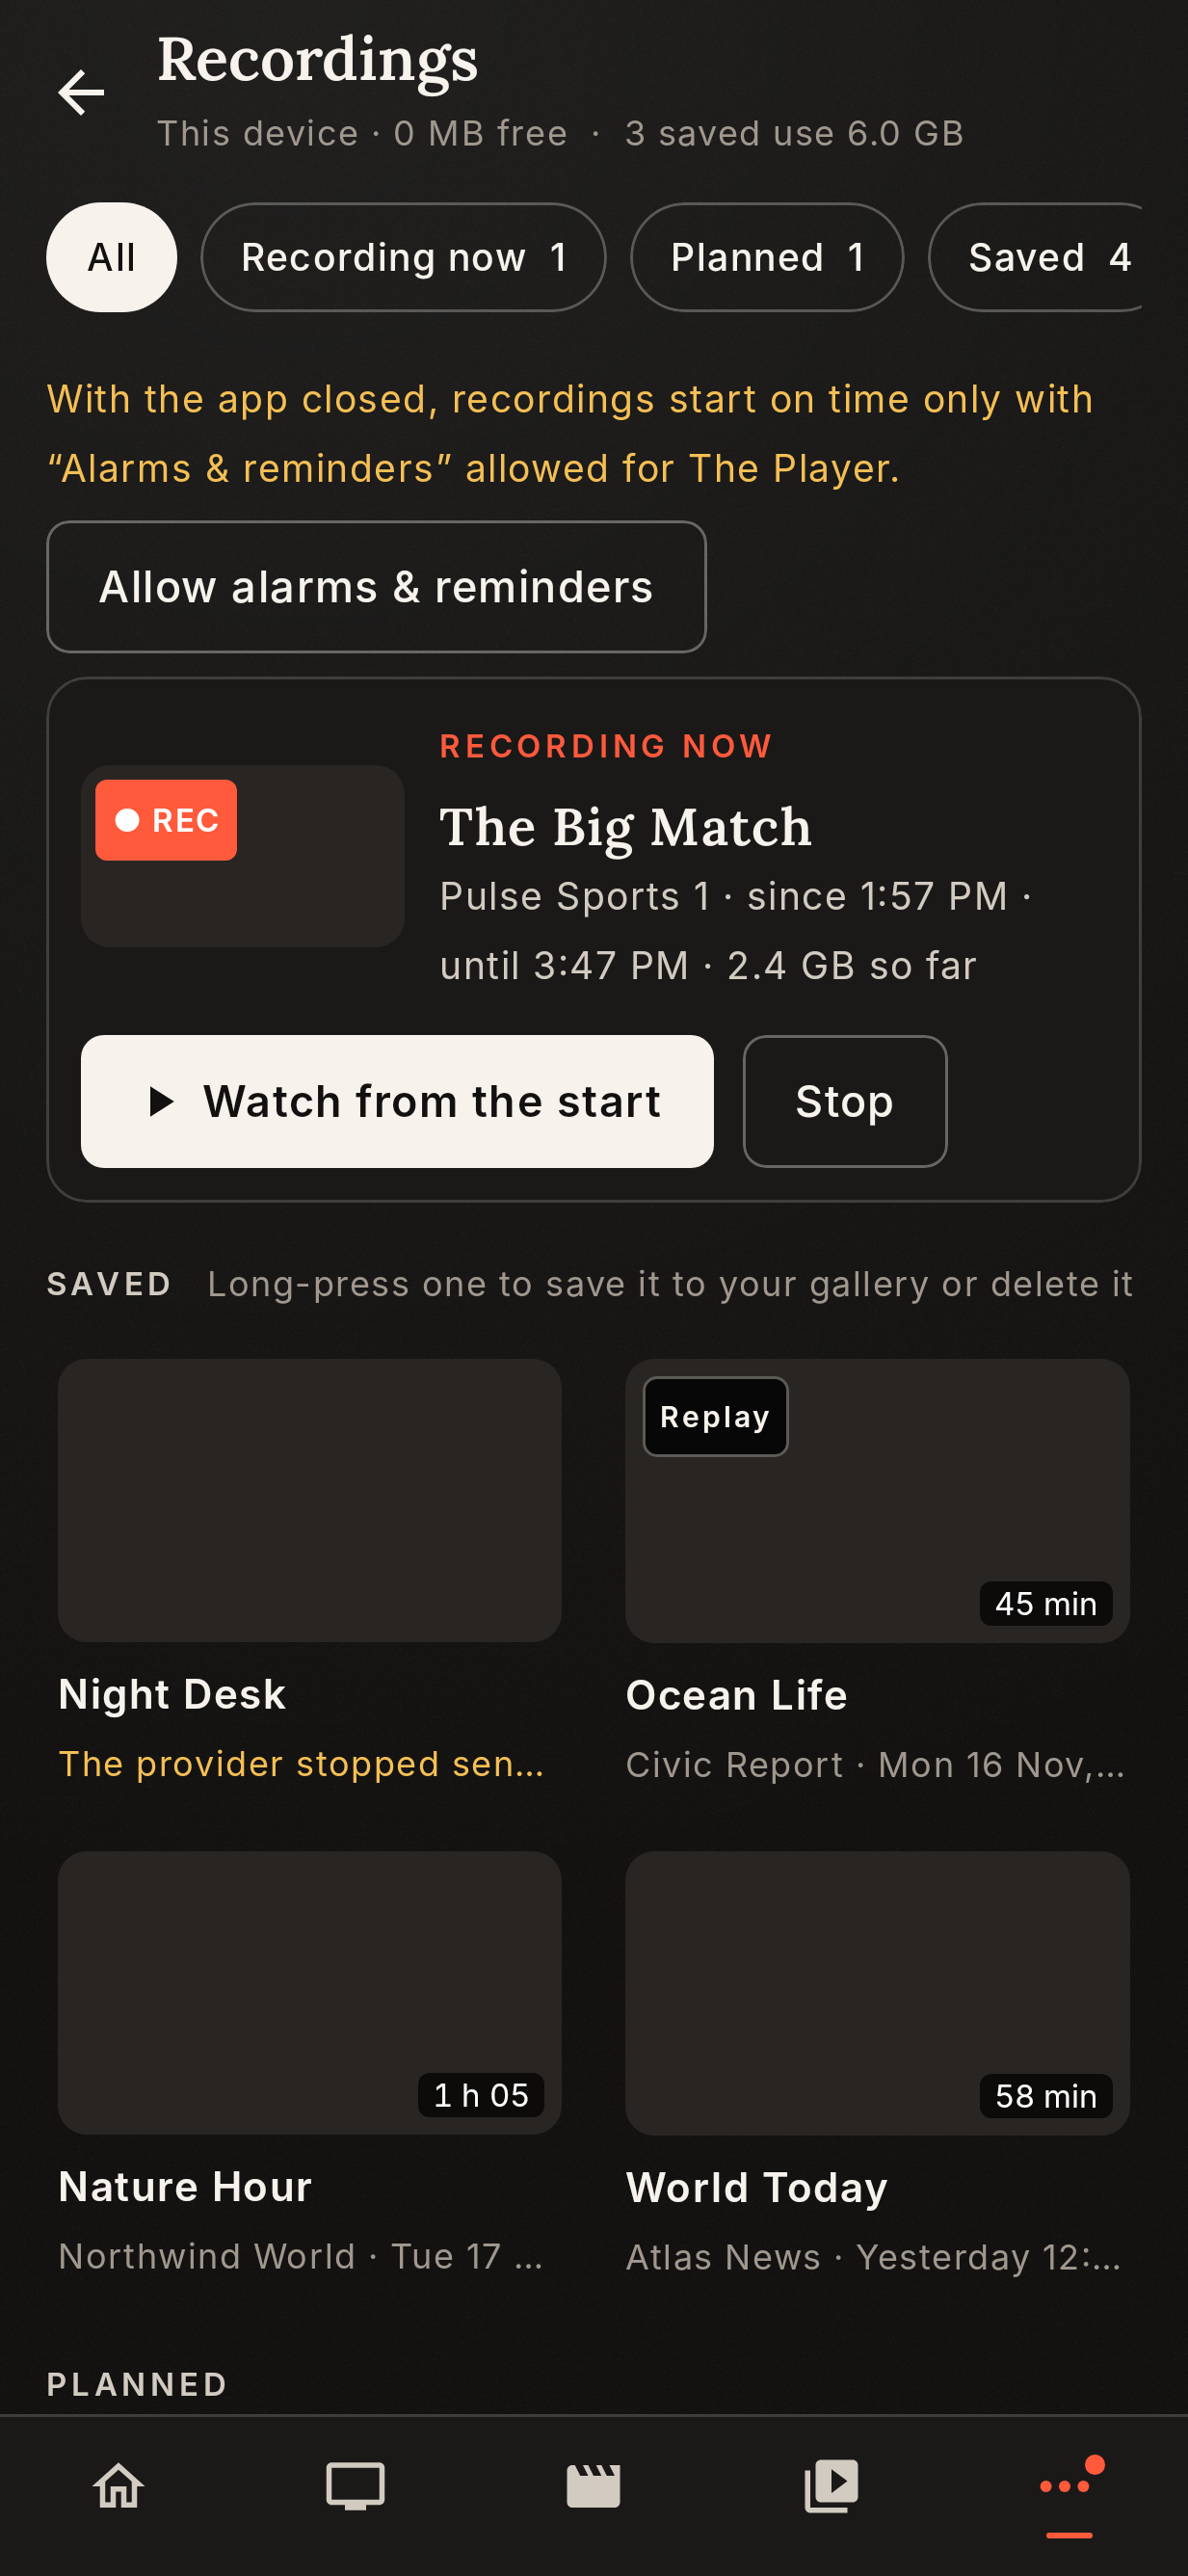 Recordings
This device · 0 MB free · 3 saved use 6.0 GB
All
Recording now 1
Planned 1
Saved 4
With the app closed, recordings start on time only with
“Alarms & reminders” allowed for The Player.
Allow alarms & reminders
REC
RECORDING NOW
The Big Match
Pulse Sports 1 · since 1:57 PM ·
until 3:47 PM · 2.4 GB so far
Watch from the start
Stop
SAVED Long-press one to save it to your gallery or delete it
Replay
45 min
Night Desk
The provider stopped sen...
Ocean Life
Civic Report · Mon 16 Nov,...
1 h 05
58 min
Nature Hour
Northwind World · Tue 17 ...
World Today
Atlas News · Yesterday 12:...
PLANNED